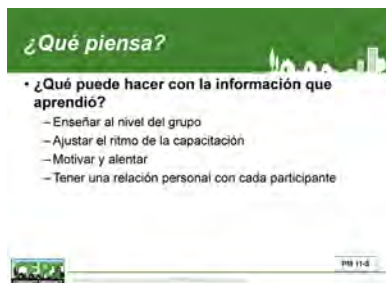 ¿Qué piensa?
• ¿Qué puede hacer con la información que
aprendió?
– Enseñar al nivel del grupo
– Ajustar el ritmo de la capacitación
– Motivar y alentar
– Tener una relación personal con cada participante